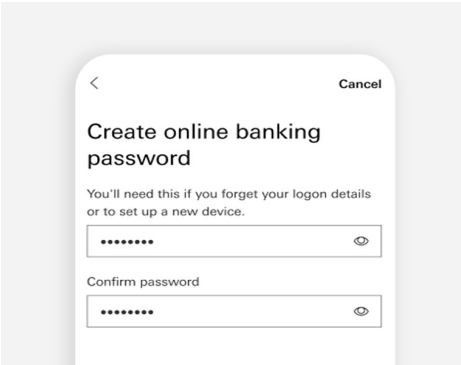 Cancel
Create online banking
password
You'll need this if you forget your logon details
or to set up a new device.
••••••••
Confirm password
••••••••